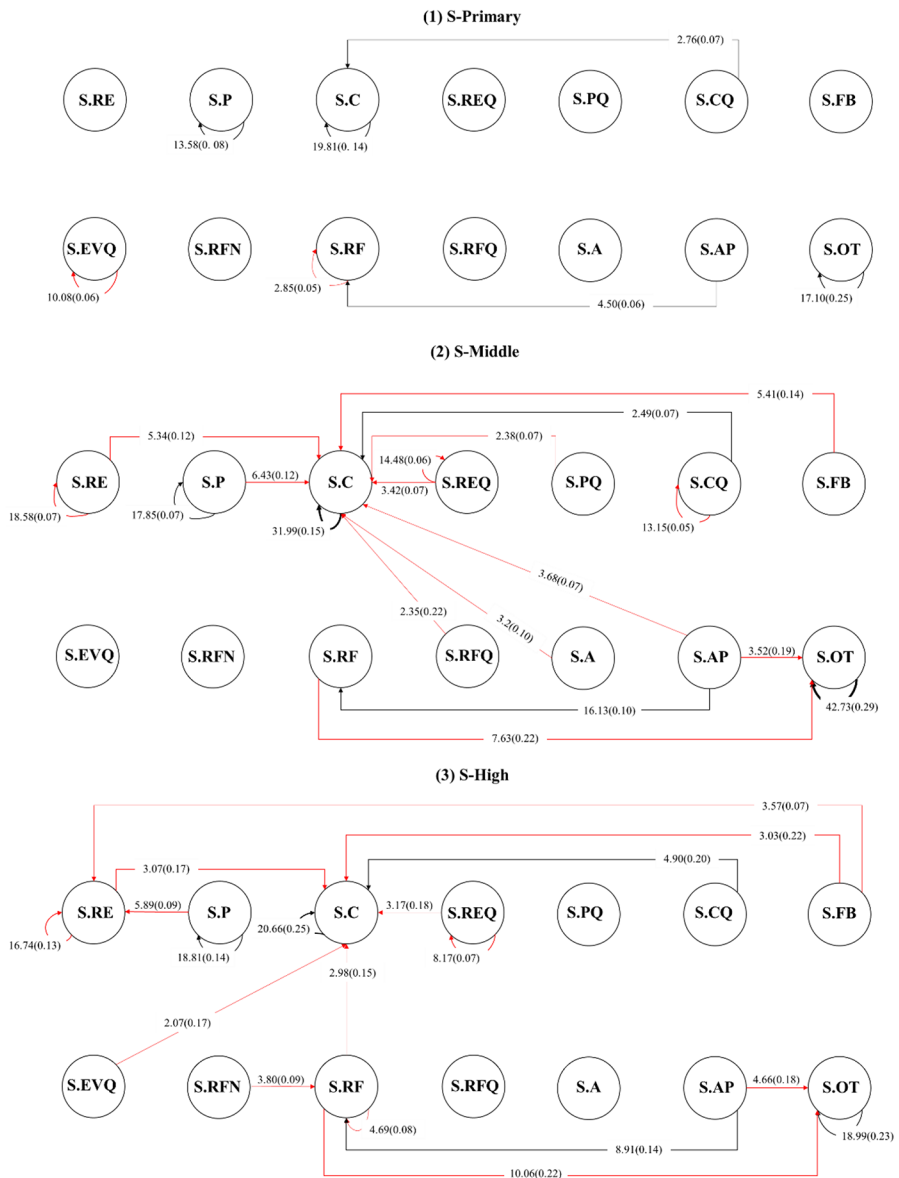 (1) S-Primary
2.76(0.07)
S.RE S.P S.C S.REQ S.PQ S.CQ S.FB
13.58(0. 08) 19.81(0. 14)
S.EVQ S.RFN S.RF S.RFQ S.A S.AP S.OT
10.08(0.06) 2.85(0.05) 4.50(0.06) 17.10(0.25)
(2) S-Middle
5.41(0.14)
2.49(0.07)
5.34(0.12) 2.38(0.07)
14.48(0.06)
S.RE S.P 6.43(0.12) S.C S.REQ S.PQ S.CQ S.FB
3.42(0.07)
18.58(0.07) 17.85(0.07) 31.99(0.15) 13.15(0.05)
3.68(0.07)
2.35(0.22) 3.2(0.10)
S.EVQ S.RFN S.RF S.RFQ S.A S.AP 3.52(0.19) S.OT
16.13(0.10) 42.73(0.29)
7.63(0.22)
(3) S-High
3.57(0.07)
3.03(0.22)
4.90(0.20)
3.07(0.17)
S.RE 5.89(0.09) S.P S.C 3.17(0.18) S.REQ S.PQ S.CQ S.FB
16.74(0.13) 18.81(0.14) 20.66(0.25) 8.17(0.07)
2.98(0.15)
2.07(0.17)
S.EVQ S.RFN 3.80(0.09) S.RF S.RFQ S.A S.AP 4.66(0.18) S.OT
4.69(0.08) 18.99(0.23)
8.91(0.14)
10.06(0.22)